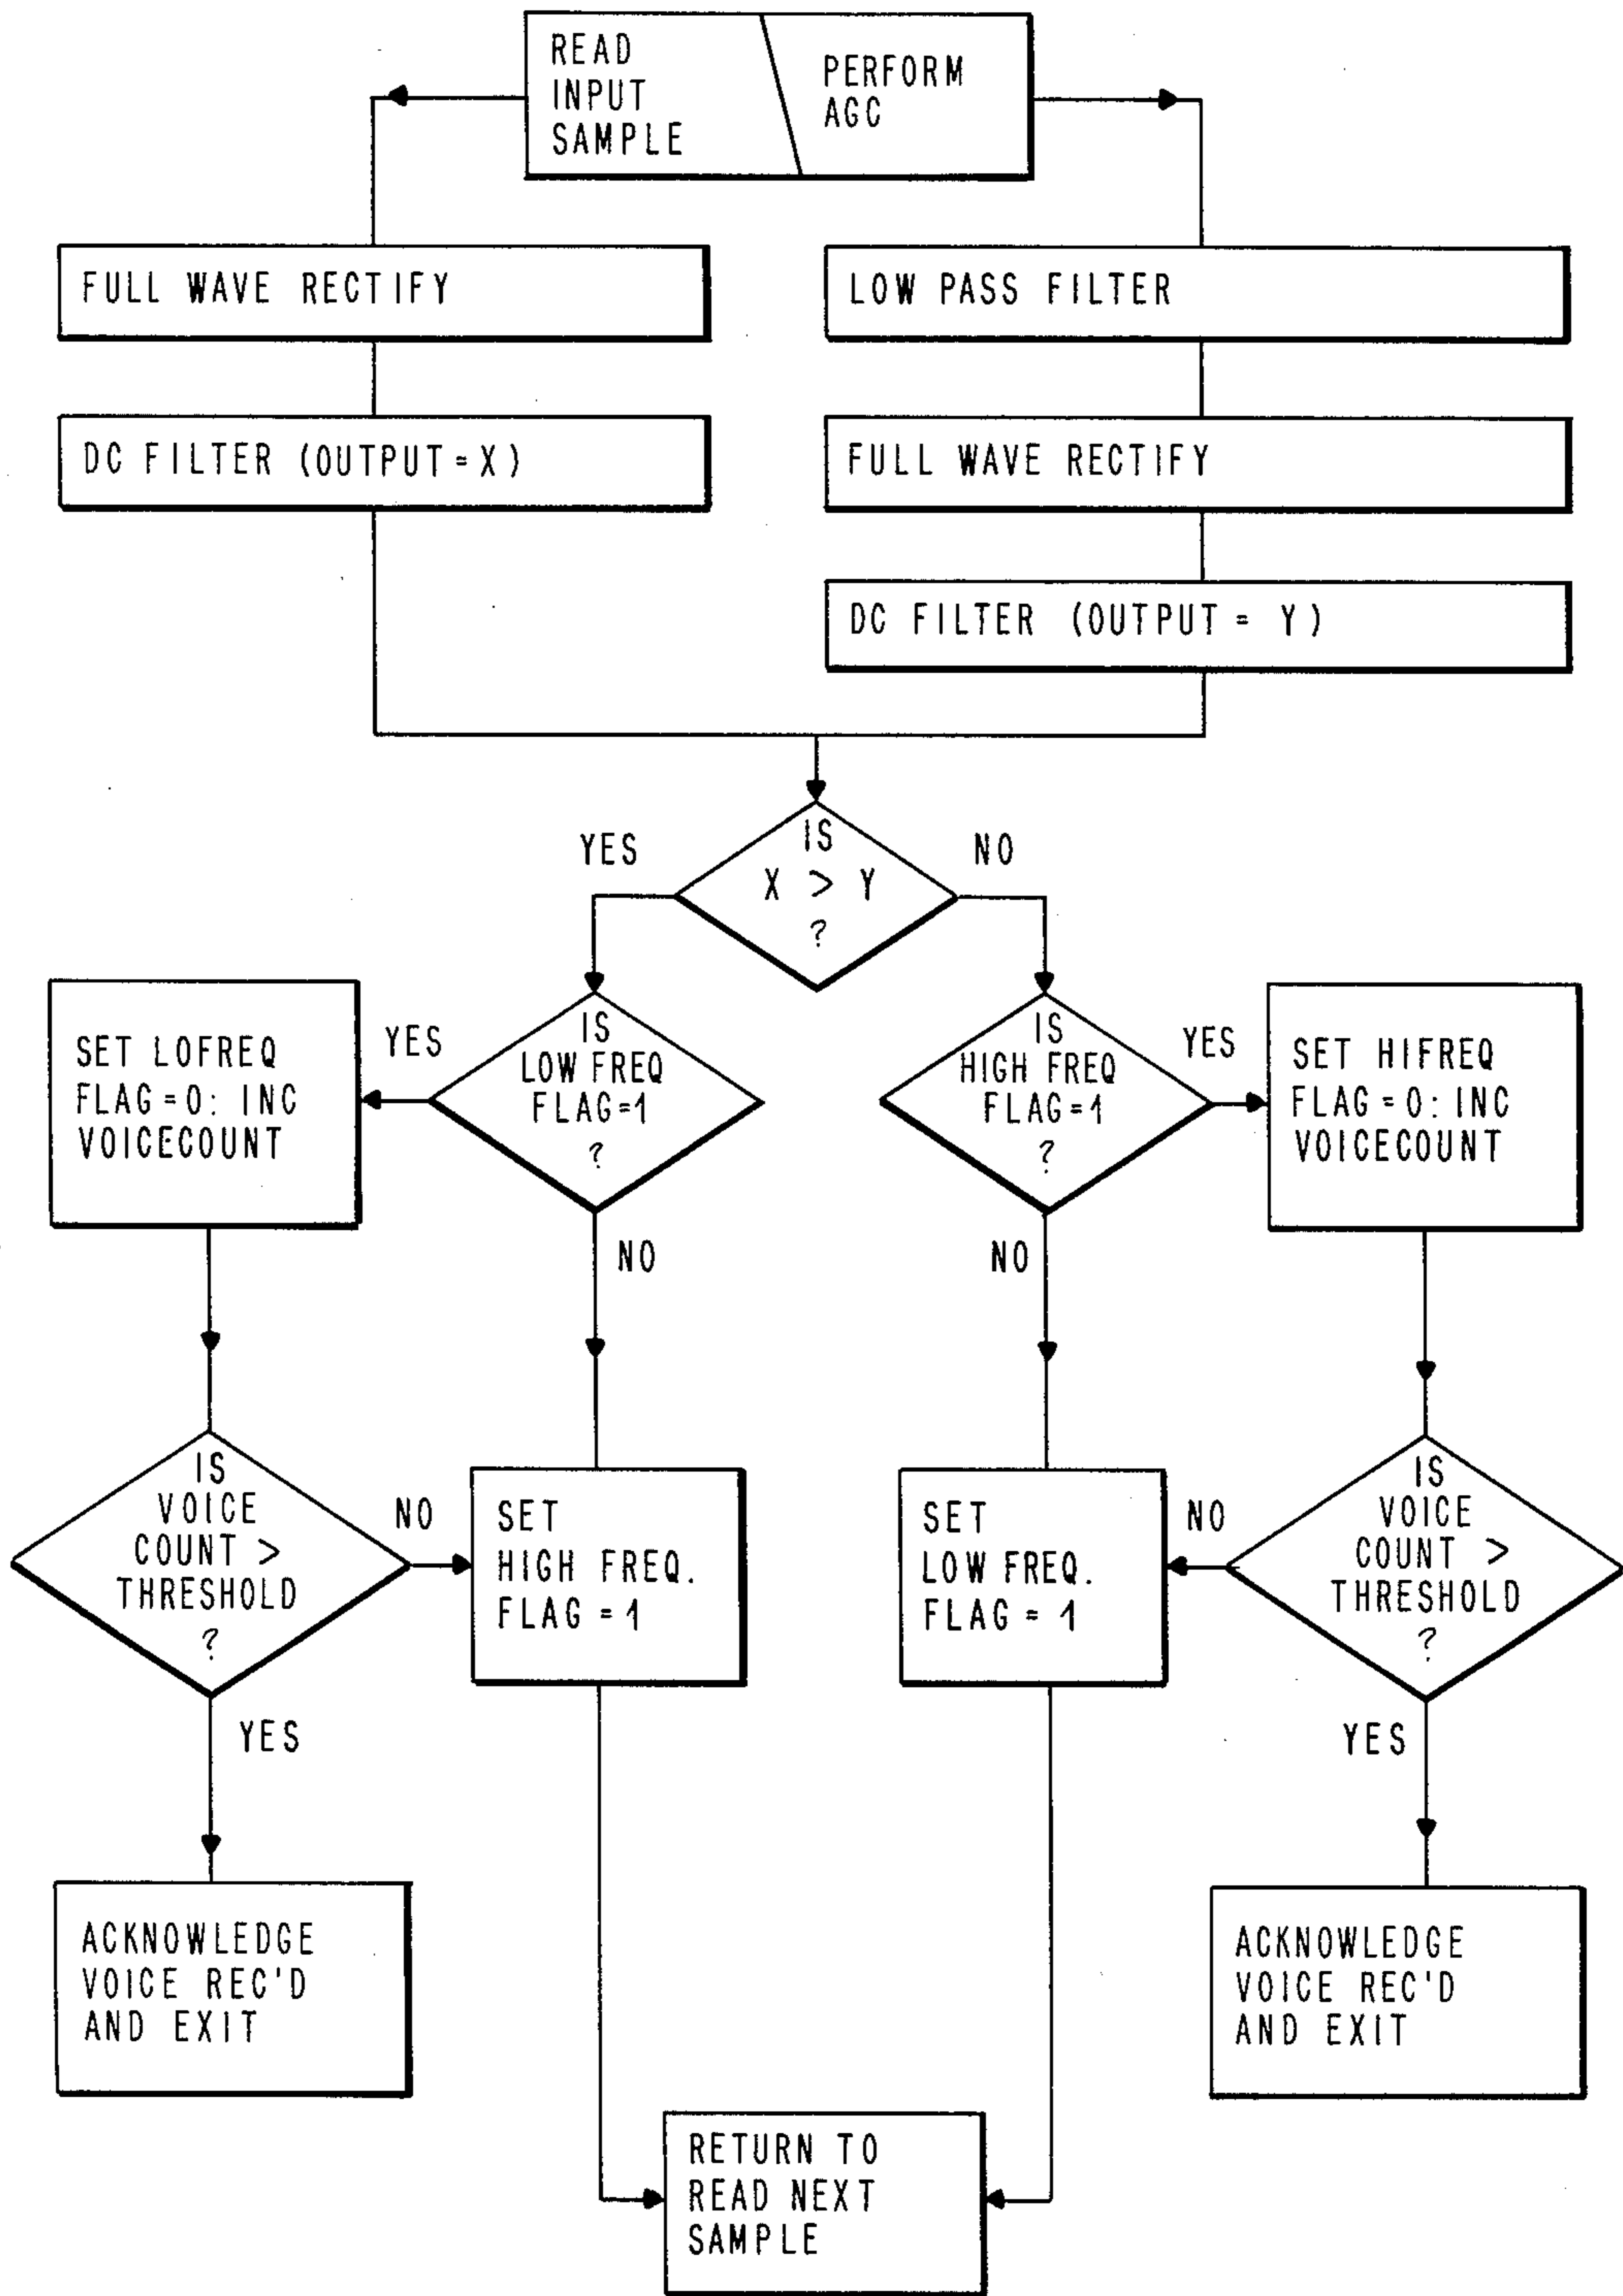 READ
INPUT
SAMPLE
PERFORM
AGC
FULL WAVE RECTIFY
LOW PASS FILTER
DC FILTER (OUTPUT = X)
FULL WAVE RECTIFY
DC FILTER (OUTPUT = Y)
IS
X > Y
?
YES
NO
IS
LOW FREQ
FLAG=1
?
YES
NO
SET LOFREQ
FLAG=0: INC
VOICECOUNT
IS
HIGH FREQ
FLAG=1
?
YES
NO
SET HIFREQ
FLAG=0: INC
VOICECOUNT
IS
VOICE
COUNT >
THRESHOLD
?
NO
YES
SET
HIGH FREQ.
FLAG = 1
SET
LOW FREQ.
FLAG = 1
IS
VOICE
COUNT >
THRESHOLD
?
NO
YES
ACKNOWLEDGE
VOICE REC'D
AND EXIT
ACKNOWLEDGE
VOICE REC'D
AND EXIT
RETURN TO
READ NEXT
SAMPLE